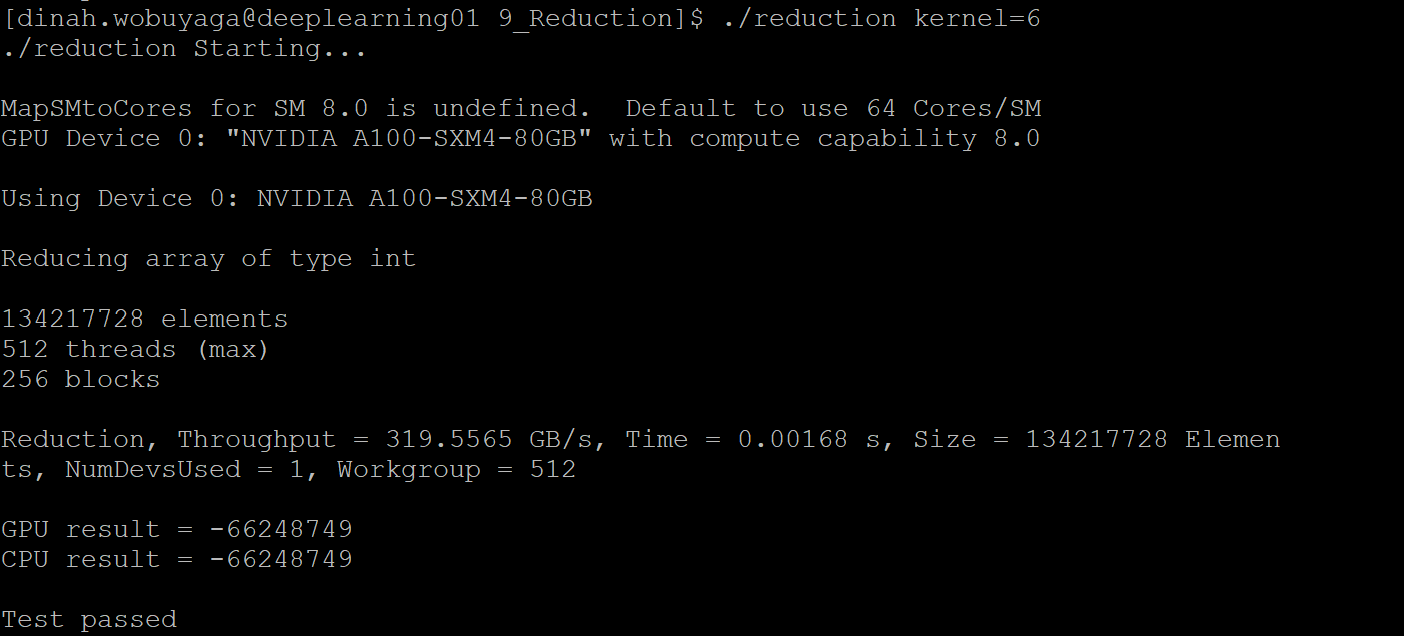 [dinah.wobuyaga@deeplearning01 9_Reduction]$ ./reduction kernel=6
./reduction Starting...
MapSMtoCores for SM 8.0 is undefined.  Default to use 64 Cores/SM
GPU Device 0: "NVIDIA A100-SXM4-80GB" with compute capability 8.0
Using Device 0: NVIDIA A100-SXM4-80GB
Reducing array of type int
134217728 elements
512 threads (max)
256 blocks
Reduction, Throughput = 319.5565 GB/s, Time = 0.00168 s, Size = 134217728 Elemen
ts, NumDevsUsed = 1, Workgroup = 512
GPU result = -66248749
CPU result = -66248749
Test passed